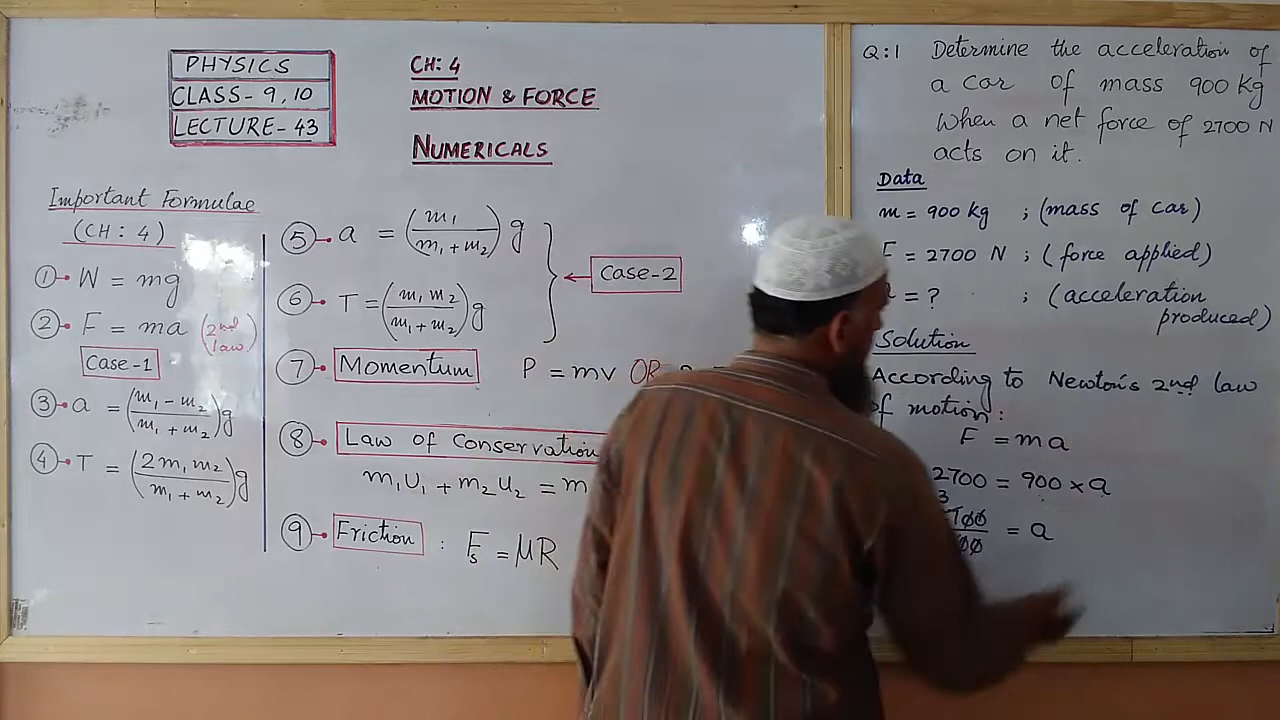 PHYSICS
CLASS- 9, 10
LECTURE- 43
CH: 4
MOTION & FORCE
NUMERICALS
Important Formulae
(CH: 4)
① W = mg
② F = ma (2nd law)
Case-1
③ a = (m₁ - m₂ / m₁ + m₂) g
④ T = (2 m₁ m₂ / m₁ + m₂) g
⑤ a = (m₁ / m₁ + m₂) g
⑥ T = (m₁ m₂ / m₁ + m₂) g
Case-2
⑦ Momentum P = mv OR
⑧ Law of Conservation
m₁u₁ + m₂u₂ = m
⑨ Friction : Fs = μR
Q:1 Determine the acceleration of
a car of mass 900 Kg
when a net force of 2700 N
acts on it.
Data
m = 900 kg ; (mass of car)
F = 2700 N ; (force applied)
= ? ; (acceleration
produced)
Solution
According to Newton's 2nd law
of motion:
F = ma
2700 = 900 × a
3
= a